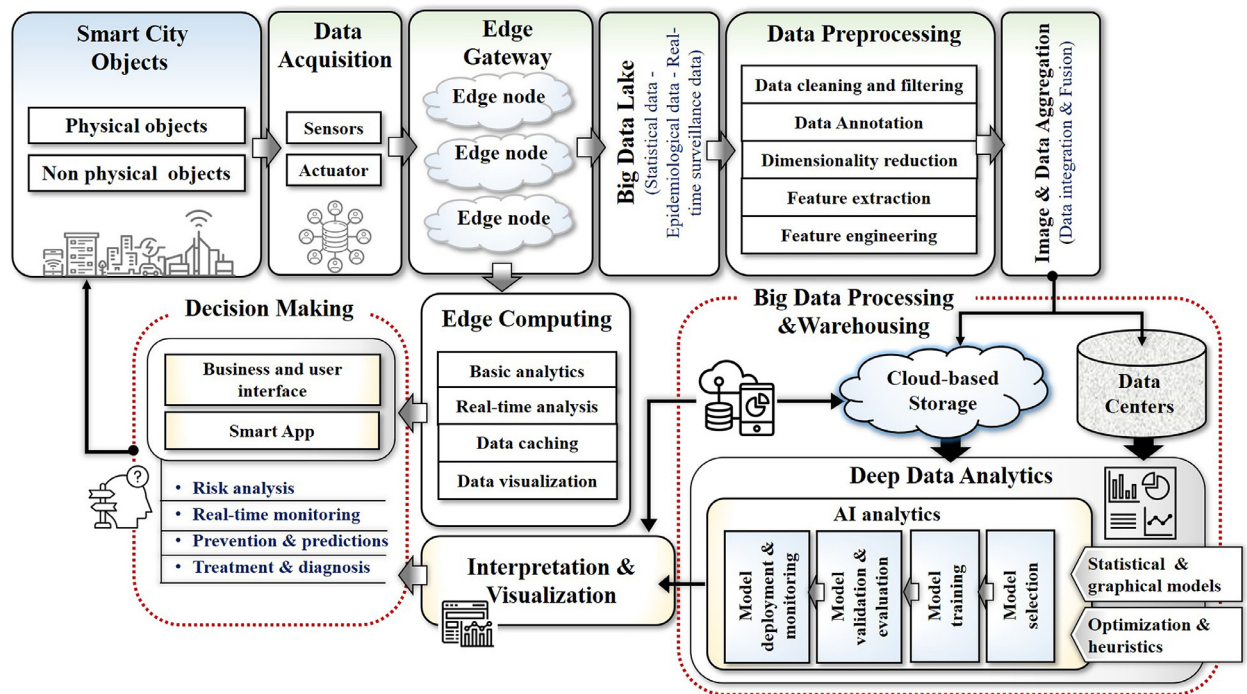 Smart City
Objects
Physical objects
Non physical objects
Data
Acquisition
Sensors
Actuator
Edge
Gateway
Edge node
Edge node
Edge node
Big Data Lake
(Statistical data -
Epidemiological data - Real-
time surveillance data)
Data Preprocessing
Data cleaning and filtering
Data Annotation
Dimensionality reduction
Feature extraction
Feature engineering
Image & Data Aggregation
(Data integration & Fusion)
Decision Making
Business and user
interface
Smart App
• Risk analysis
• Real-time monitoring
• Prevention & predictions
• Treatment & diagnosis
?
Edge Computing
Basic analytics
Real-time analysis
Data caching
Data visualization
Interpretation &
Visualization
Big Data Processing
&Warehousing
Cloud-based
Storage
Data
Centers
Deep Data Analytics
AI analytics
Model
deployment &
monitoring
Model
validation &
evaluation
Model
training
Model
selection
Statistical &
graphical models
Optimization &
heuristics